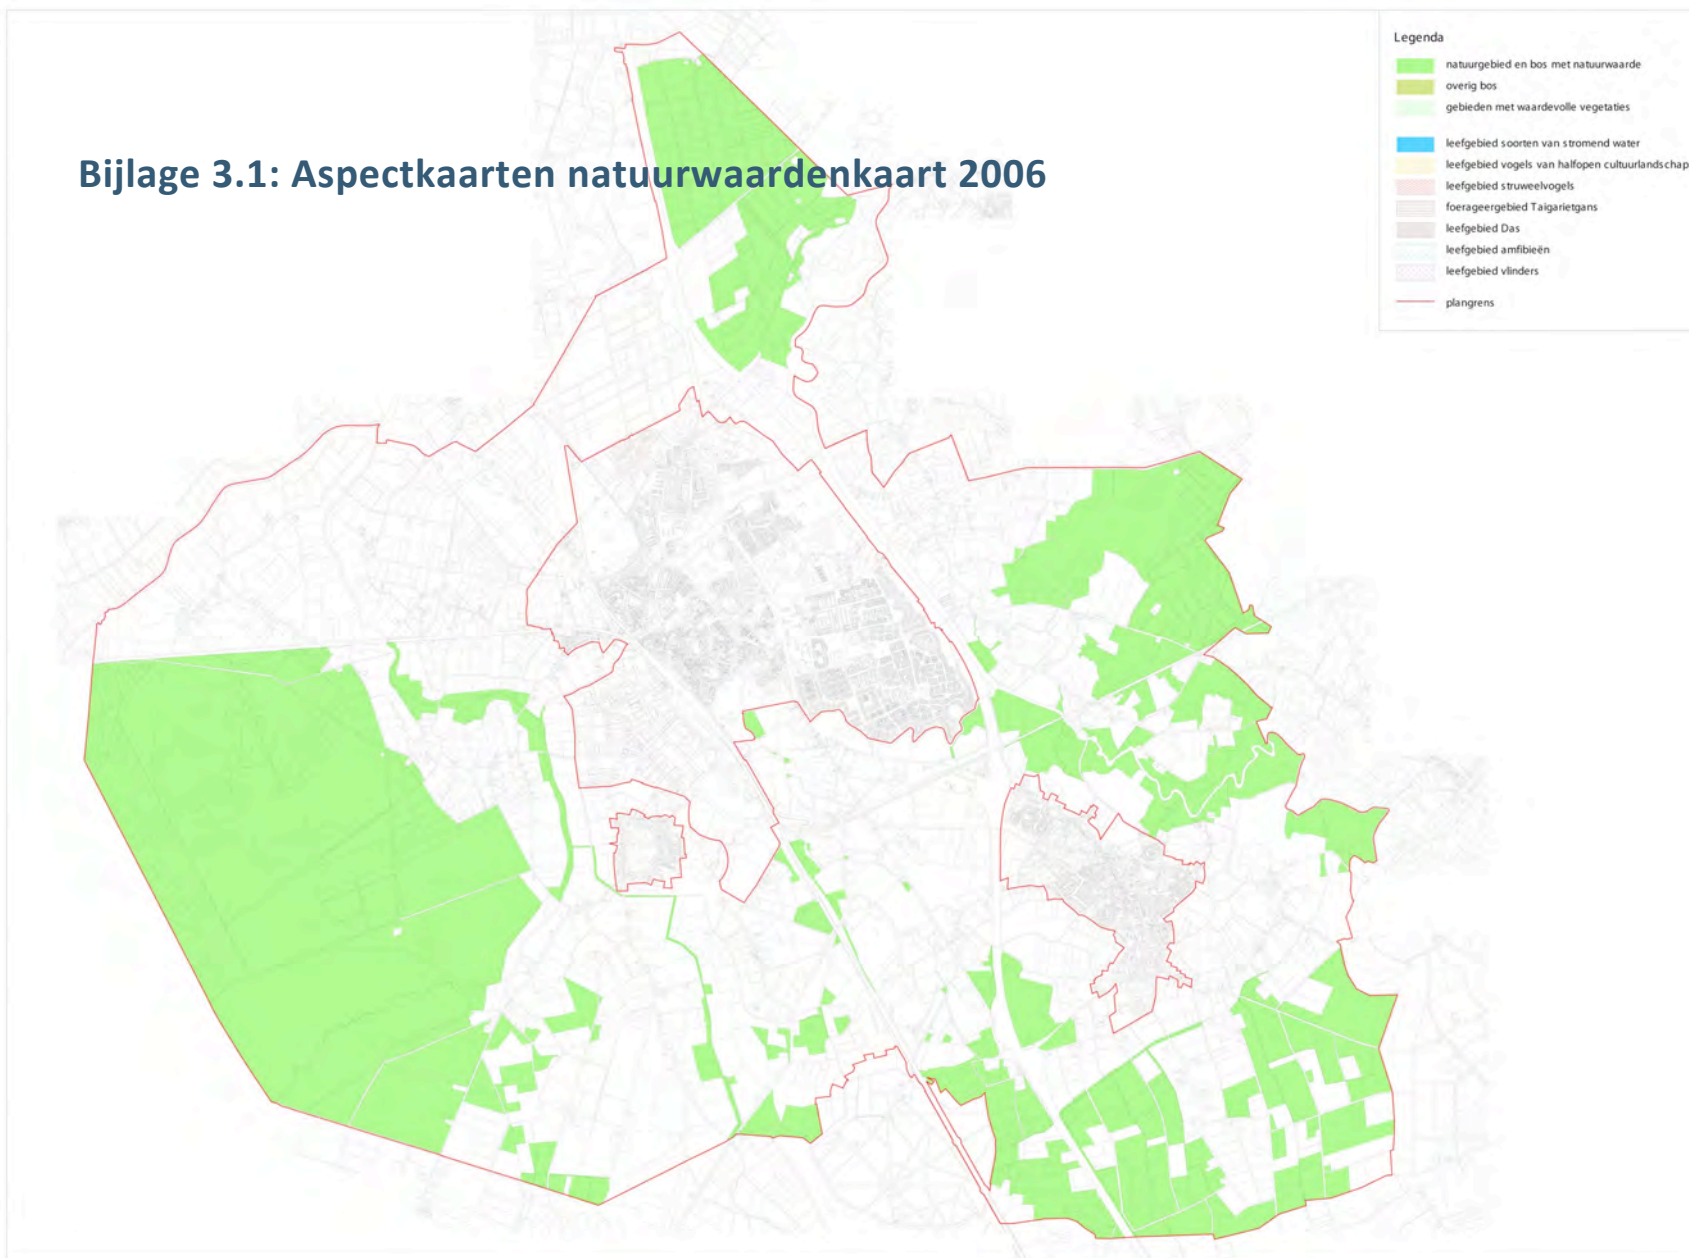 Bijlage 3.1: Aspectkaarten natuurwaardenkaart 2006
Legenda
natuurgebied en bos met natuurwaarde
overig bos
gebieden met waardevolle vegetaties
leefgebied soorten van stromend water
leefgebied vogels van halfopen cultuurlandschap
leefgebied struweelvogels
foerageergebied Taigarietgans
leefgebied Das
leefgebied amfibieën
leefgebied vlinders
plangrens